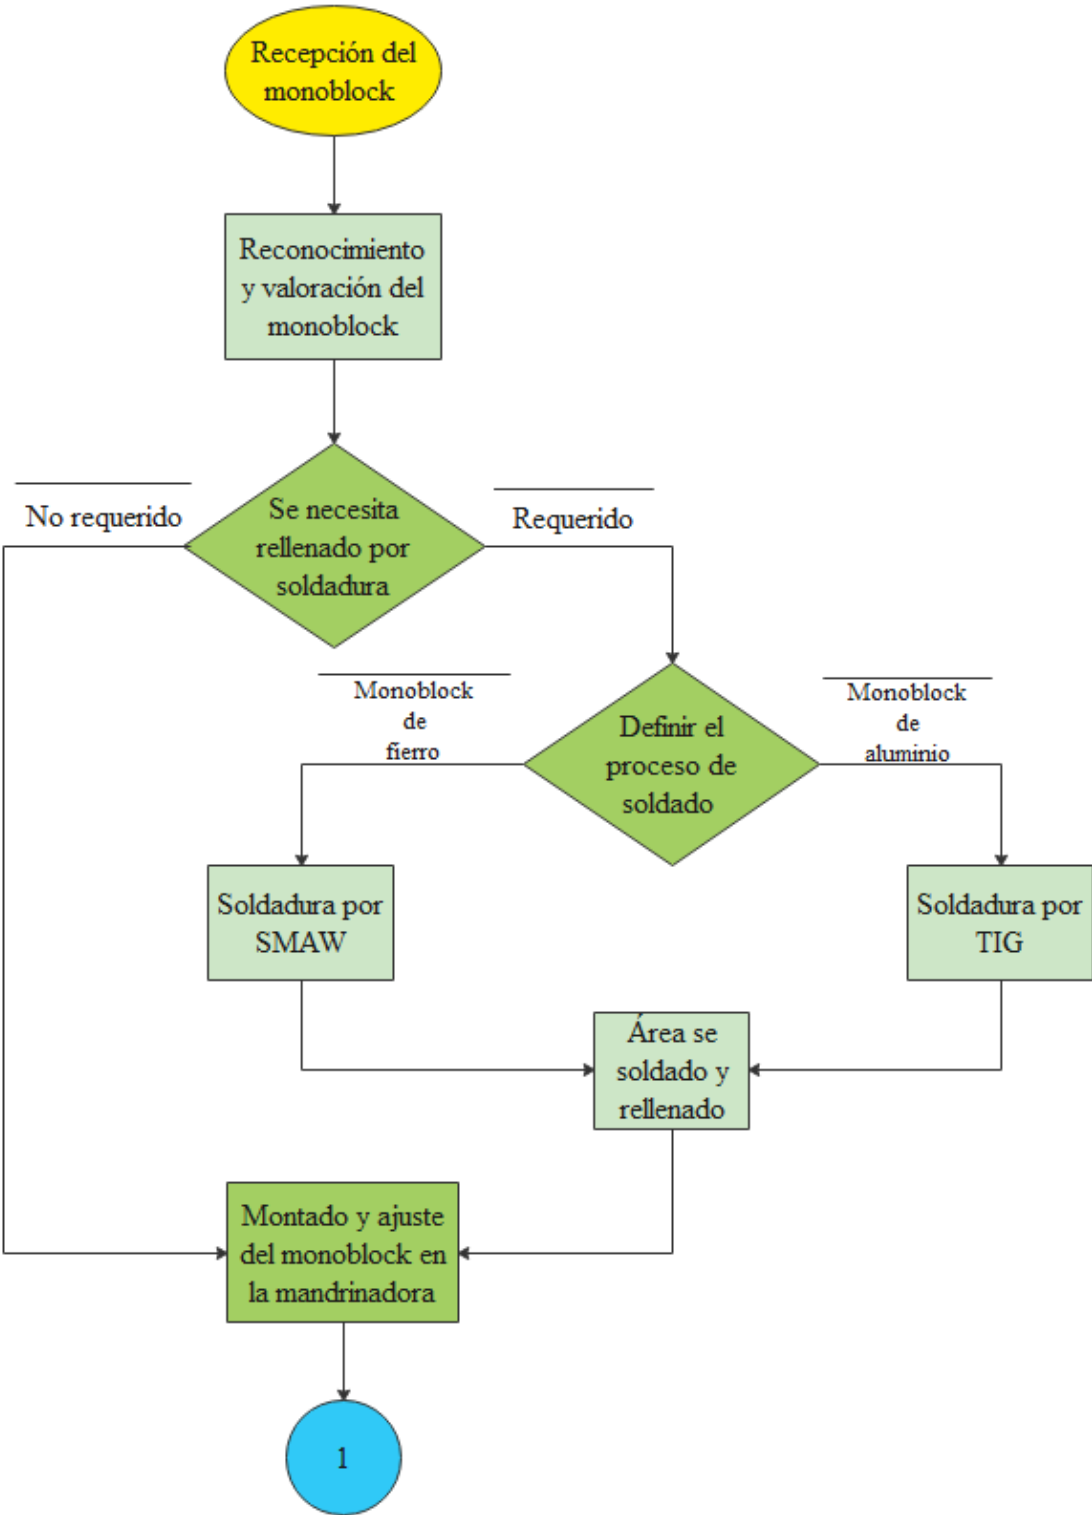 Recepción del
monoblock
Reconocimiento
y valoración del
monoblock
No requerido
Se necesita
rellenado por
soldadura
Requerido
Monoblock
de
fierro
Definir el
proceso de
soldado
Monoblock
de
aluminio
Soldadura por
SMAW
Soldadura por
TIG
Área se
soldado y
rellenado
Montado y ajuste
del monoblock en
la mandrinadora
1